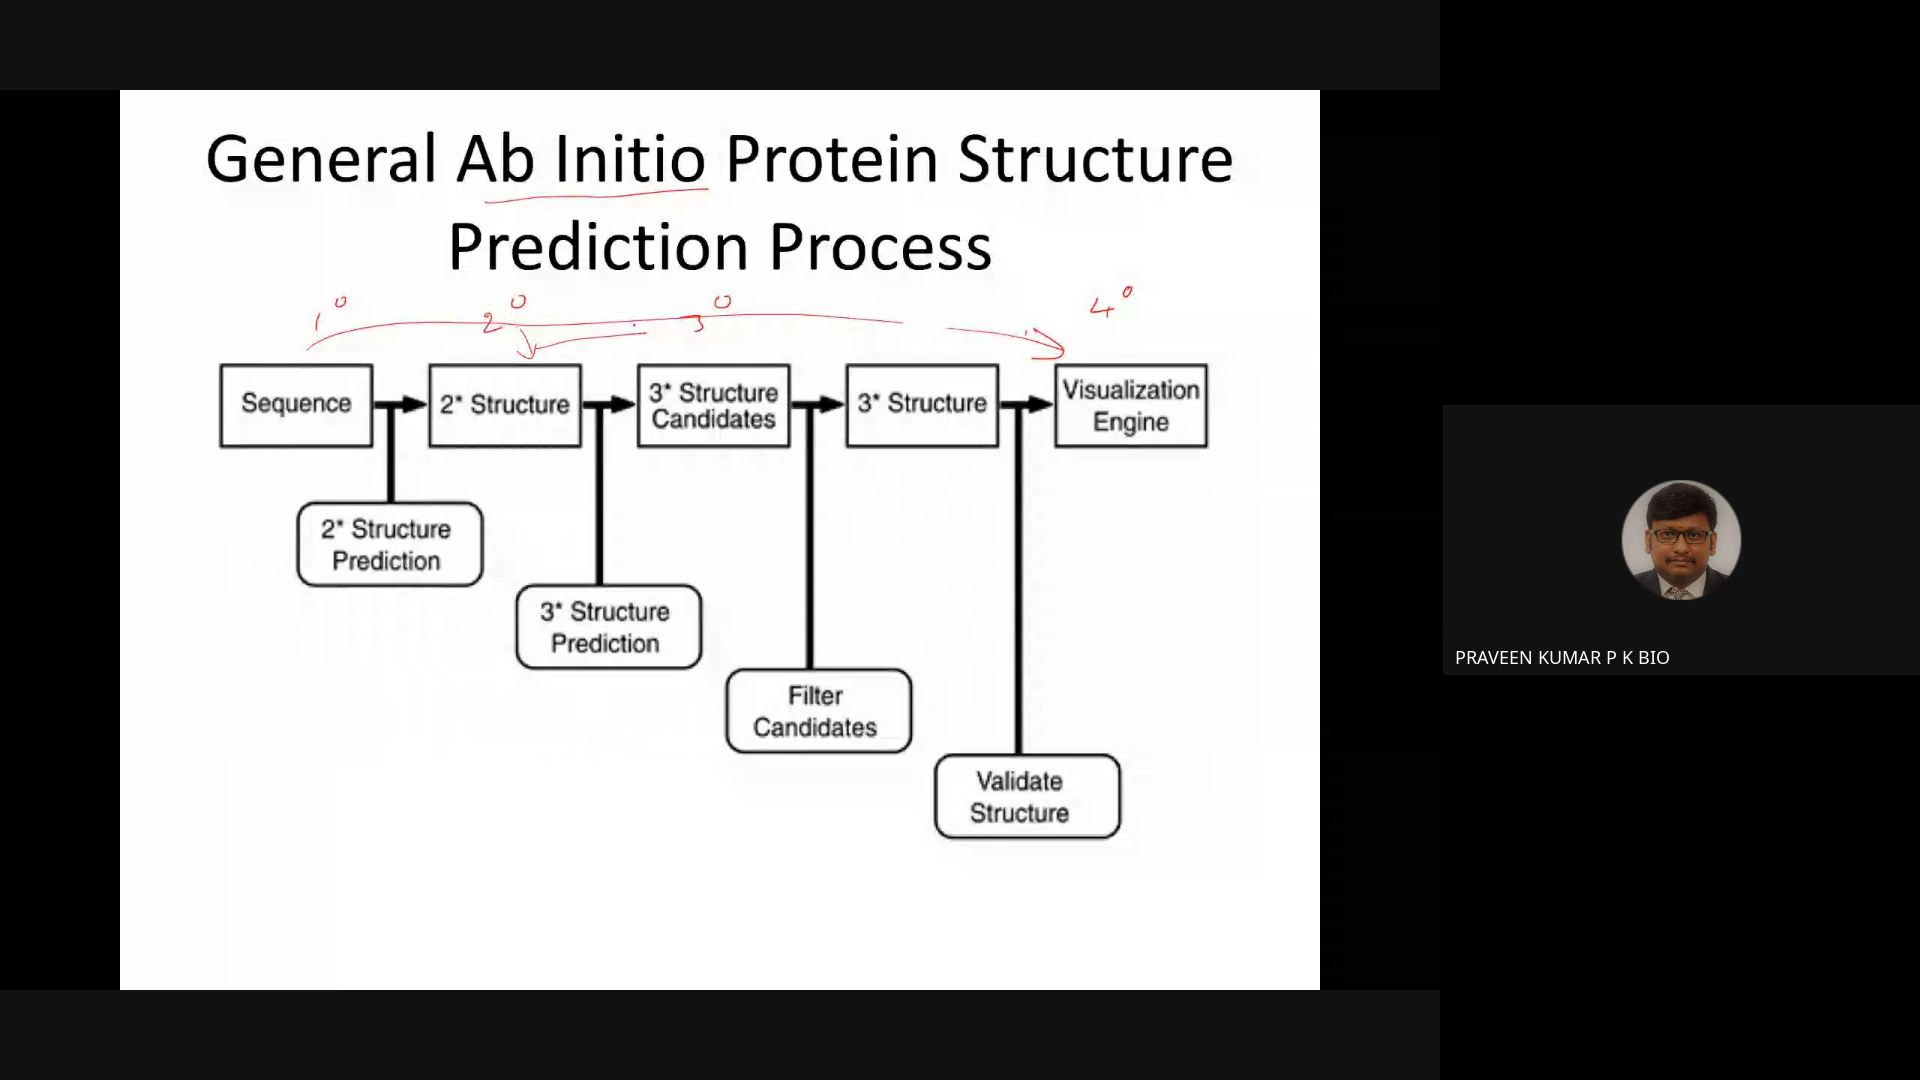 General Ab Initio Protein Structure
Prediction Process
1° 2° 3° 4°
Sequence
2* Structure
3* Structure
Candidates
3* Structure
Visualization
Engine
2* Structure
Prediction
3* Structure
Prediction
Filter
Candidates
Validate
Structure
PRAVEEN KUMAR P K BIO